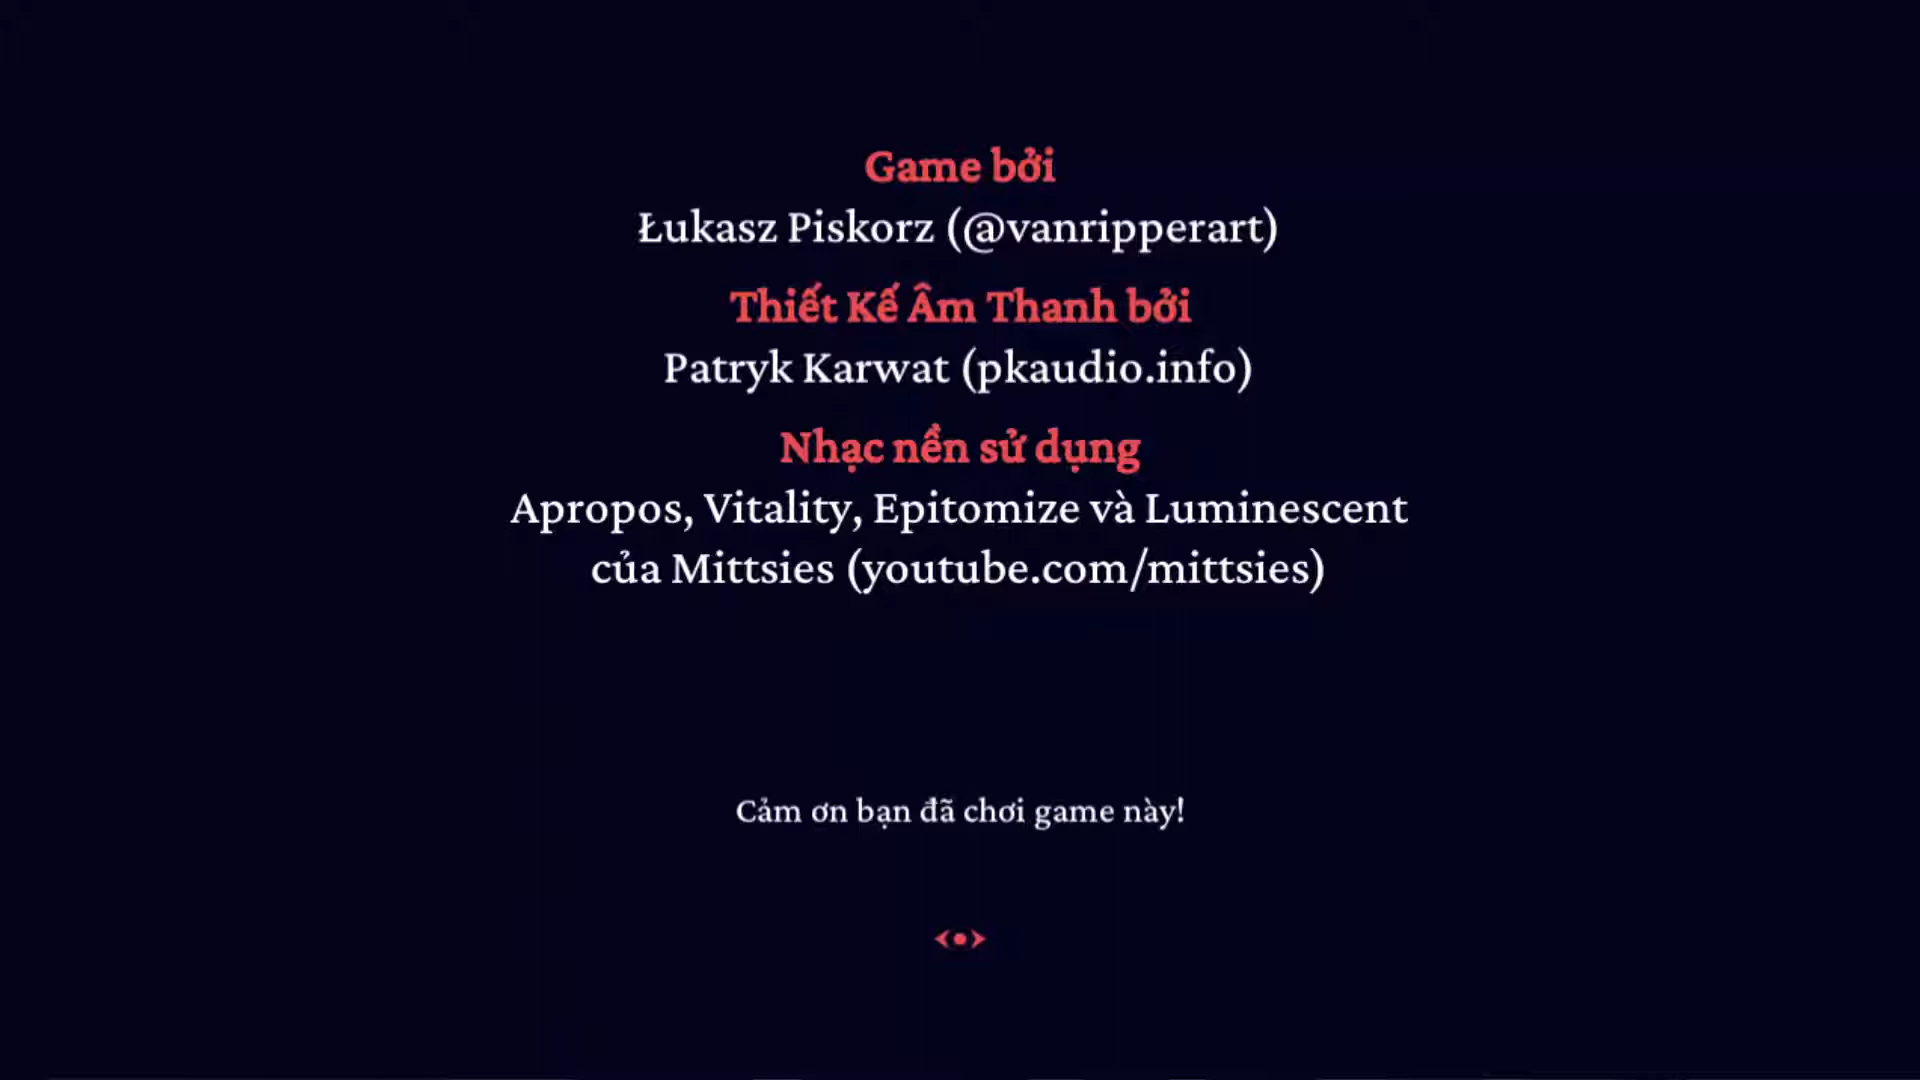 Game bởi
Łukasz Piskorz (@vanripperart)
Thiết Kế Âm Thanh bởi
Patryk Karwat (pkaudio.info)
Nhạc nền sử dụng
Apropos, Vitality, Epitomize và Luminescent
của Mittsies (youtube.com/mittsies)
Cảm ơn bạn đã chơi game này!